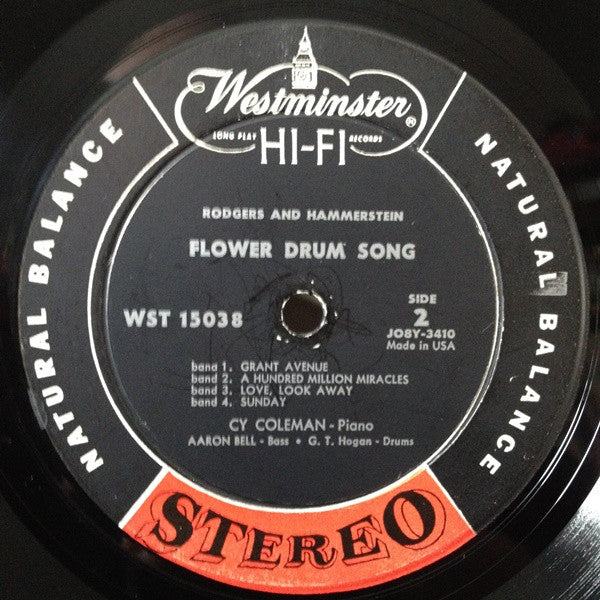 Westminster®
LONG PLAY RECORDS
HI-FI
NATURAL BALANCE
NATURAL BALANCE
RODGERS AND HAMMERSTEIN
FLOWER DRUM SONG
WST 15038
SIDE
2
JO8Y-3410
Made in USA
band 1. GRANT AVENUE
band 2. A HUNDRED MILLION MIRACLES
band 3. LOVE, LOOK AWAY
band 4. SUNDAY
CY COLEMAN - Piano
AARON BELL - Bass • G. T. Hogan - Drums
STEREO